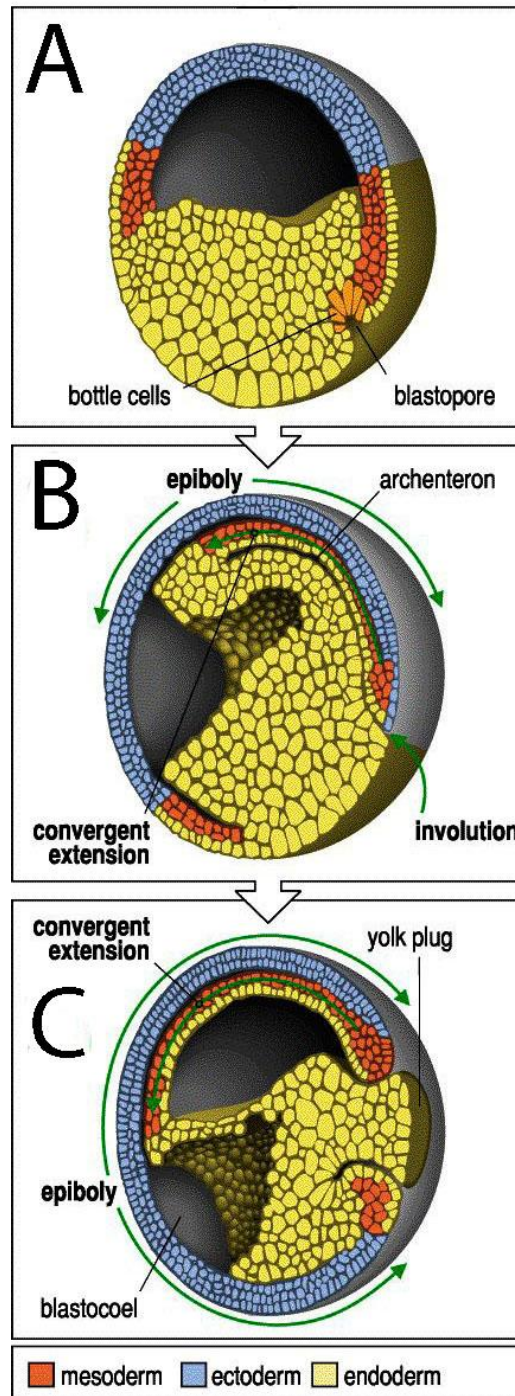 A
bottle cells
blastopore
B
epiboly
archenteron
convergent
extension
involution
C
convergent
extension
yolk plug
epiboly
blastocoel
mesoderm ectoderm endoderm